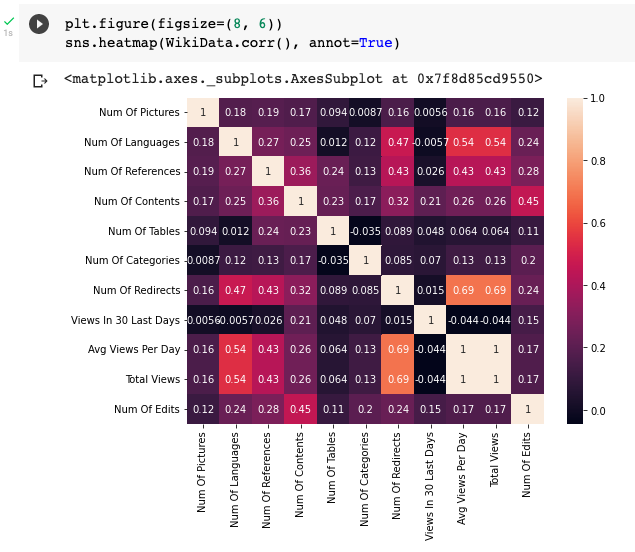 1s
plt.figure(figsize=(8, 6))
sns.heatmap(WikiData.corr(), annot=True)
<matplotlib.axes._subplots.AxesSubplot at 0x7f8d85cd9550>
Num Of Pictures 1 0.18 0.19 0.17 0.094 0.0087 0.16 0.0056 0.16 0.16 0.12
Num Of Languages 0.18 1 0.27 0.25 0.012 0.12 0.47 -0.0057 0.54 0.54 0.24
Num Of References 0.19 0.27 1 0.36 0.24 0.13 0.43 0.026 0.43 0.43 0.28
Num Of Contents 0.17 0.25 0.36 1 0.23 0.17 0.32 0.21 0.26 0.26 0.45
Num Of Tables 0.094 0.012 0.24 0.23 1 -0.035 0.089 0.048 0.064 0.064 0.11
Num Of Categories 0.0087 0.12 0.13 0.17 -0.035 1 0.085 0.07 0.13 0.13 0.2
Num Of Redirects 0.16 0.47 0.43 0.32 0.089 0.085 1 0.015 0.69 0.69 0.24
Views In 30 Last Days 0.0056 -0.0057 0.026 0.21 0.048 0.07 0.015 1 -0.044 -0.044 0.15
Avg Views Per Day 0.16 0.54 0.43 0.26 0.064 0.13 0.69 -0.044 1 1 0.17
Total Views 0.16 0.54 0.43 0.26 0.064 0.13 0.69 -0.044 1 1 0.17
Num Of Edits 0.12 0.24 0.28 0.45 0.11 0.2 0.24 0.15 0.17 0.17 1
Num Of Pictures
Num Of Languages
Num Of References
Num Of Contents
Num Of Tables
Num Of Categories
Num Of Redirects
Views In 30 Last Days
Avg Views Per Day
Total Views
Num Of Edits
1.0
0.8
0.6
0.4
0.2
0.0